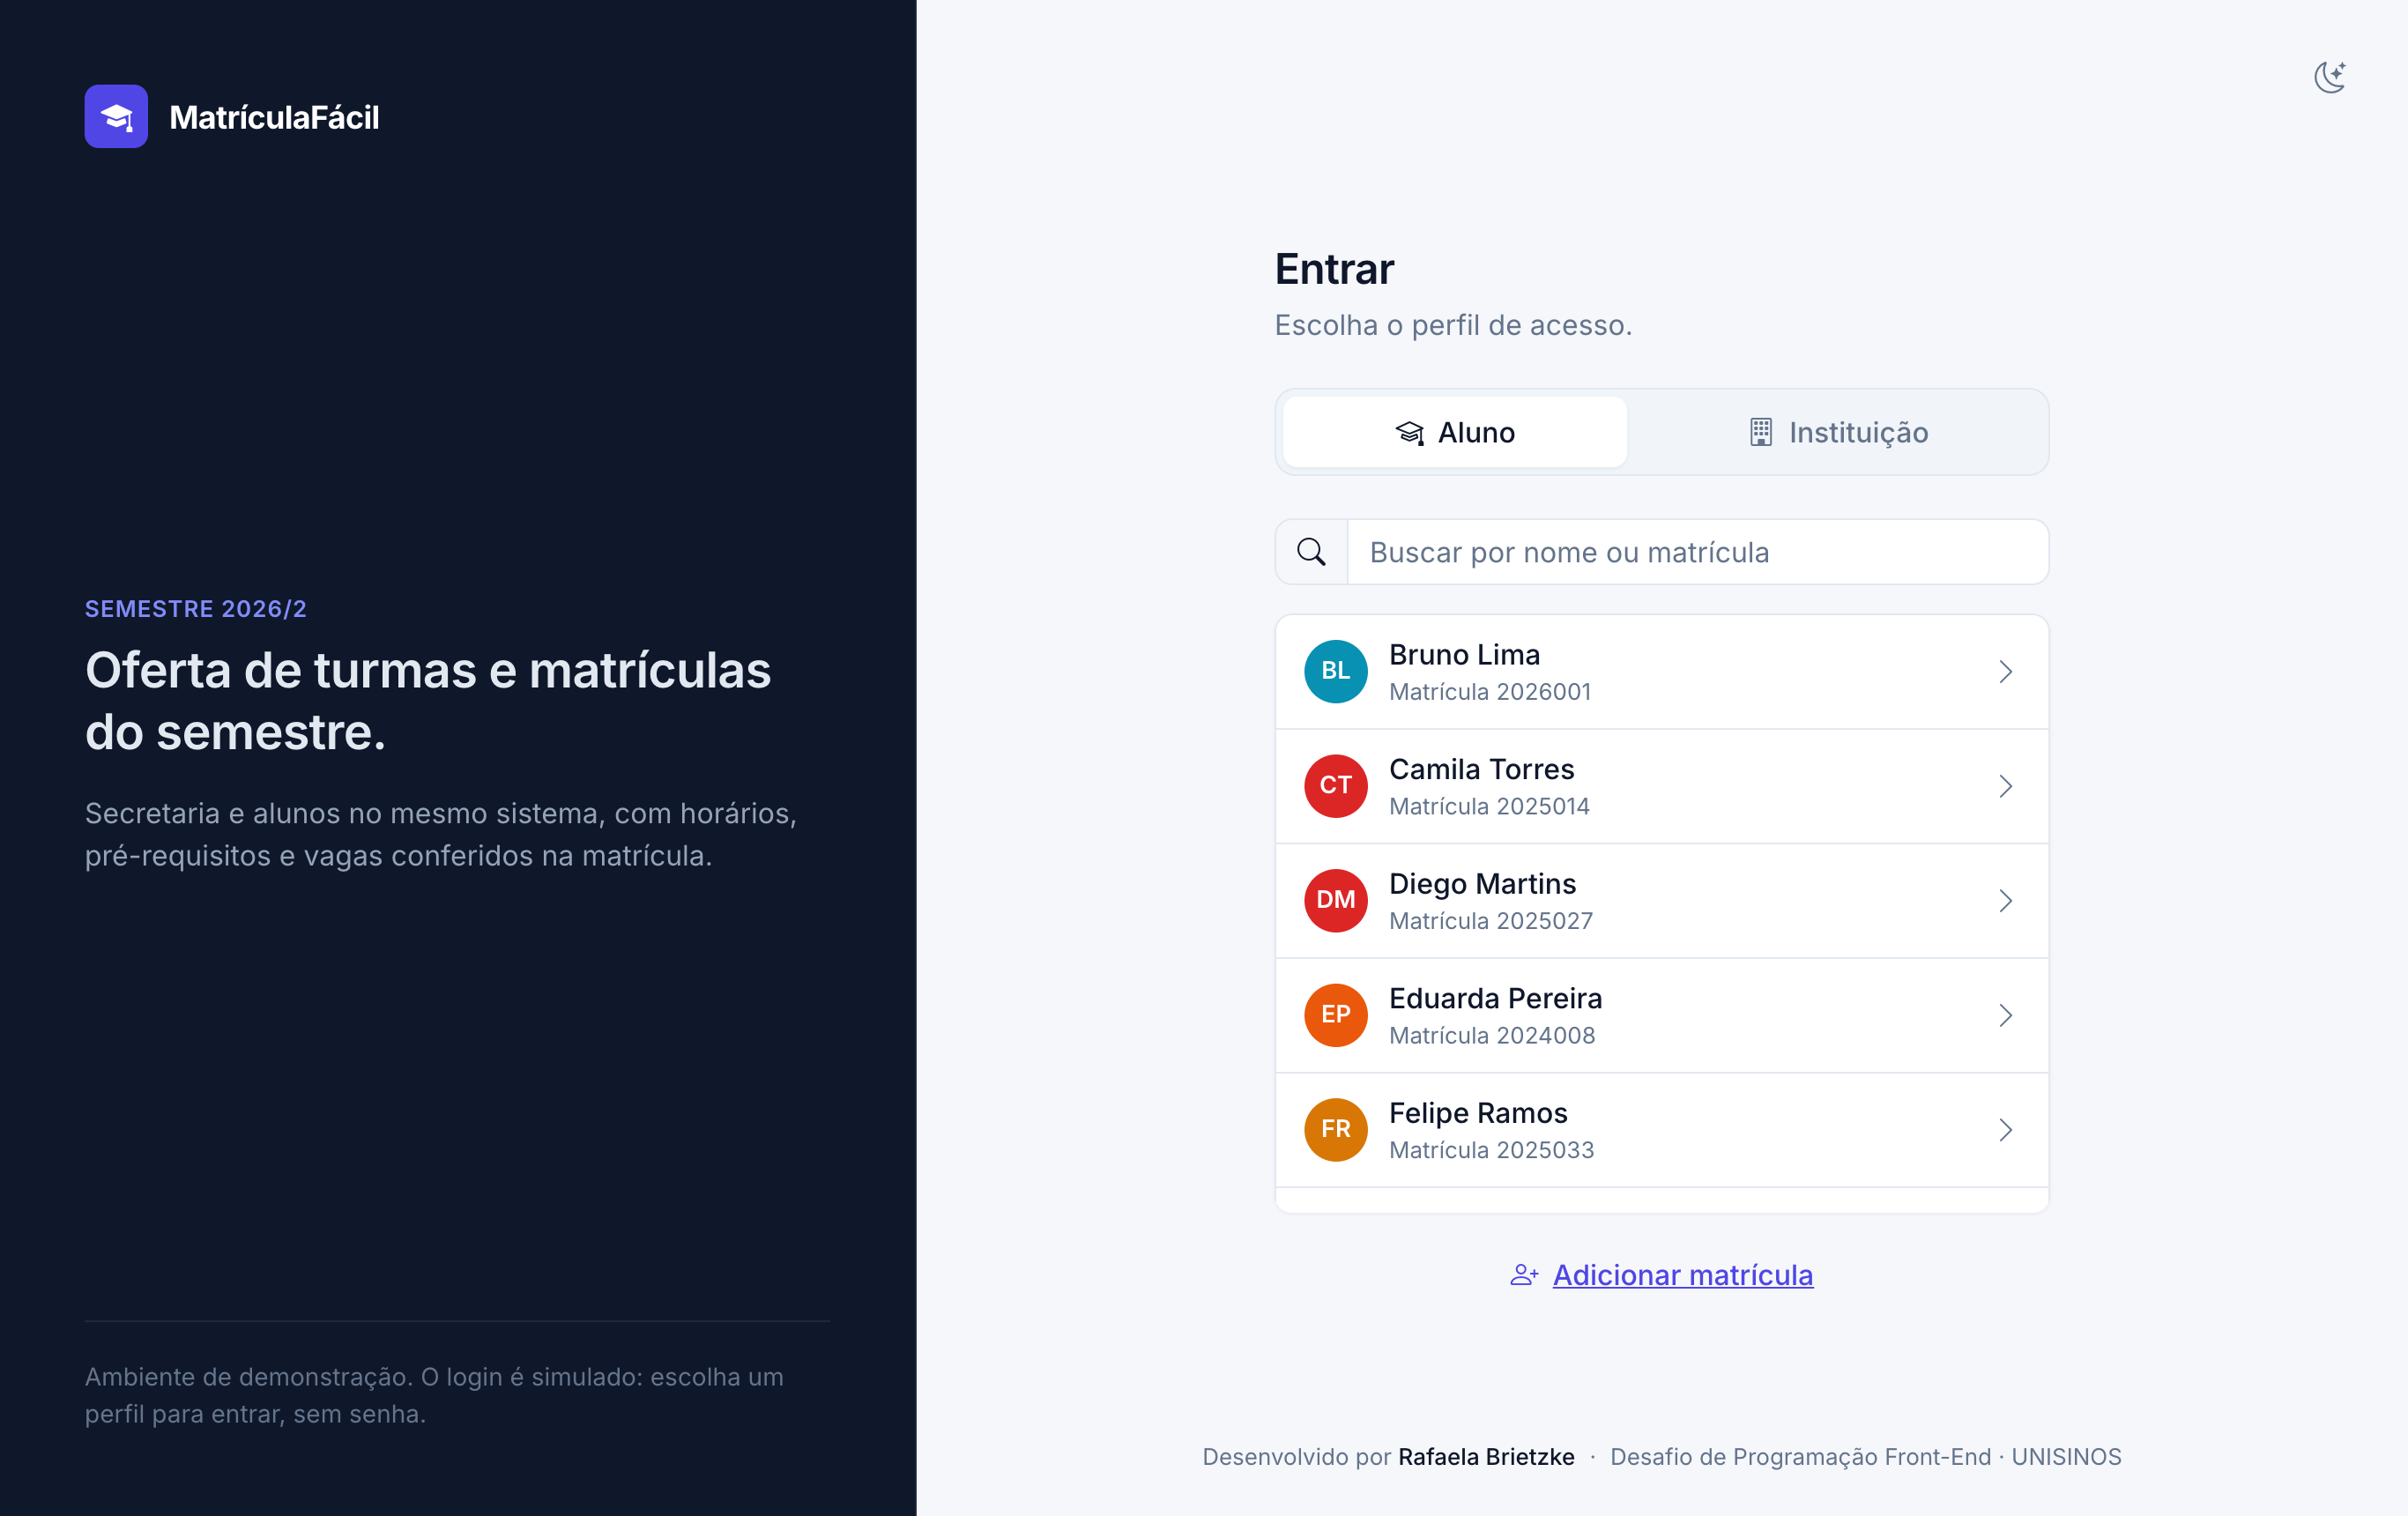 MatrículaFácil
SEMESTRE 2026/2
Oferta de turmas e matrículas
do semestre.
Secretaria e alunos no mesmo sistema, com horários,
pré-requisitos e vagas conferidos na matrícula.
Ambiente de demonstração. O login é simulado: escolha um
perfil para entrar, sem senha.
Entrar
Escolha o perfil de acesso.
Aluno
Instituição
Buscar por nome ou matrícula
BL
Bruno Lima
Matrícula 2026001
CT
Camila Torres
Matrícula 2025014
DM
Diego Martins
Matrícula 2025027
EP
Eduarda Pereira
Matrícula 2024008
FR
Felipe Ramos
Matrícula 2025033
Adicionar matrícula
Desenvolvido por Rafaela Brietzke · Desafio de Programação Front-End · UNISINOS